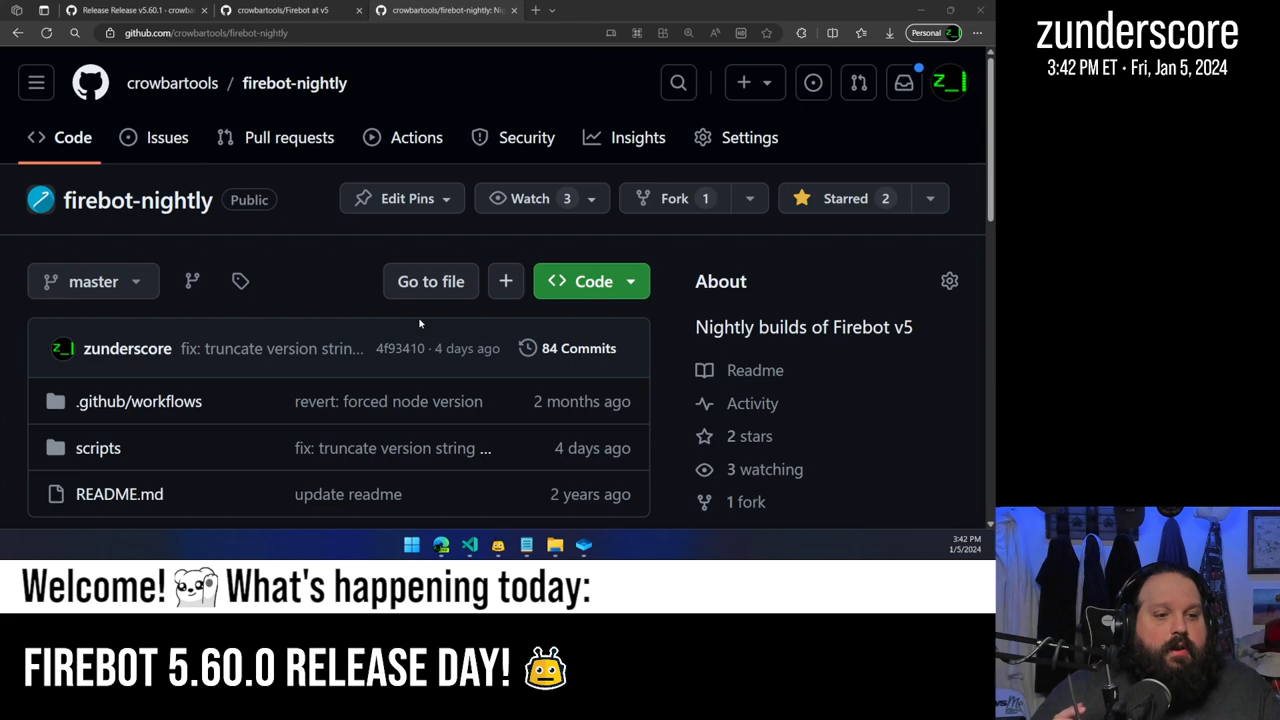 Release Release v5.60.1 · crowba
crowbartools/Firebot at v5
crowbartools/firebot-nightly: Ni
github.com/crowbartools/firebot-nightly
Personal
zunderscore
3:42 PM ET · Fri, Jan 5, 2024
crowbartools / firebot-nightly
Code
Issues
Pull requests
Actions
Security
Insights
Settings
firebot-nightly
Public
Edit Pins
Watch 3
Fork 1
Starred 2
master
Go to file
Code
About
Nightly builds of Firebot v5
zunderscore fix: truncate version strin... 4f93410 · 4 days ago 84 Commits
Readme
.github/workflows revert: forced node version 2 months ago
Activity
2 stars
scripts fix: truncate version string ... 4 days ago
3 watching
README.md update readme 2 years ago
1 fork
3:42 PM
1/5/2024
Welcome! What's happening today:
FIREBOT 5.60.0 RELEASE DAY!